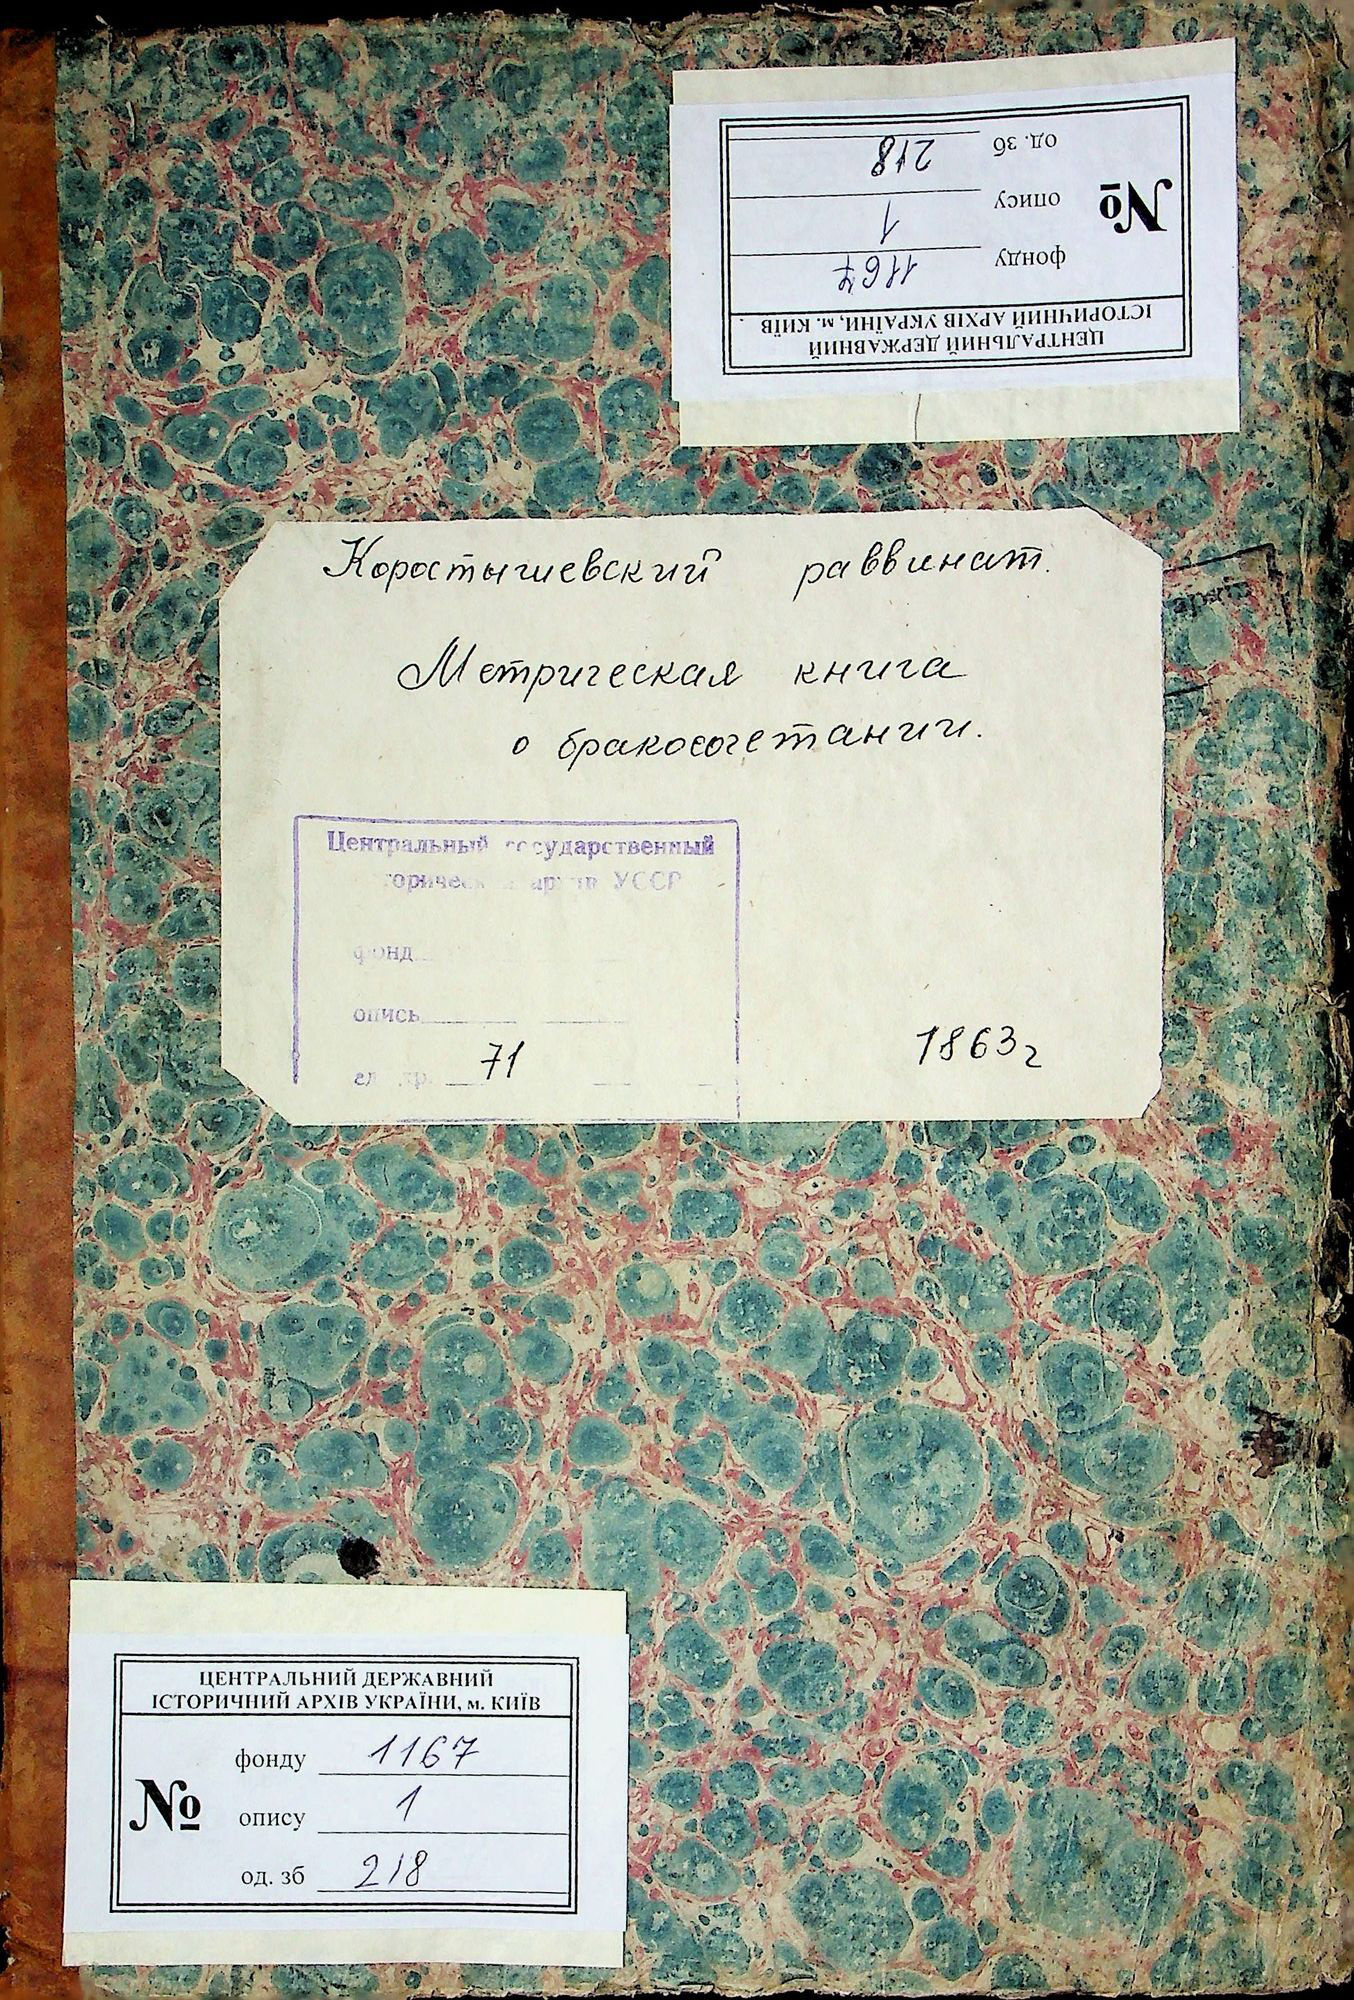 ЦЕНТРАЛЬНИЙ ДЕРЖАВНИЙ
ІСТОРИЧНИЙ АРХІВ УКРАЇНИ, м. КИЇВ
№
фонду 1167
опису 1
од. зб 218
Коростышевский раввинат.
Метрическая книга
о бракосочетании.
Центральный государственный
архив УССР
фонд
опись
71
1863г
ЦЕНТРАЛЬНИЙ ДЕРЖАВНИЙ
ІСТОРИЧНИЙ АРХІВ УКРАЇНИ, м. КИЇВ
№
фонду 1167
опису 1
од. зб 218